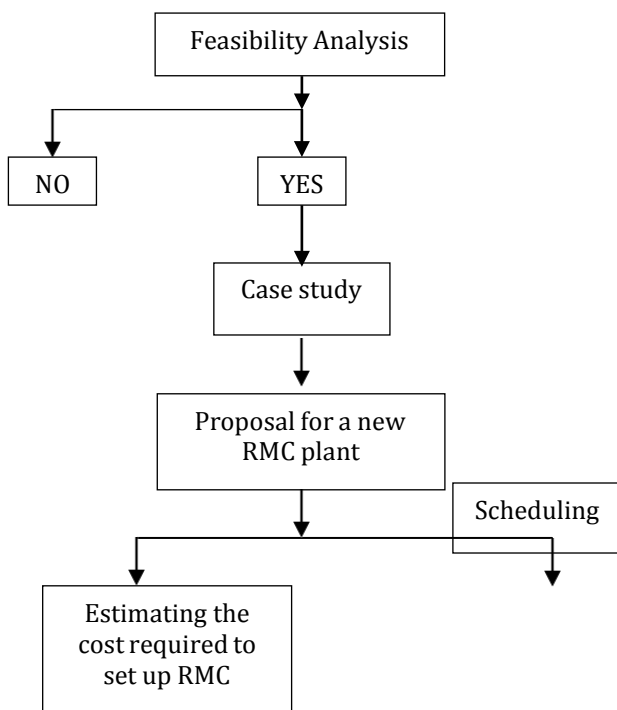 Feasibility Analysis
NO
YES
Case study
Proposal for a new
RMC plant
Scheduling
Estimating the
cost required to
set up RMC